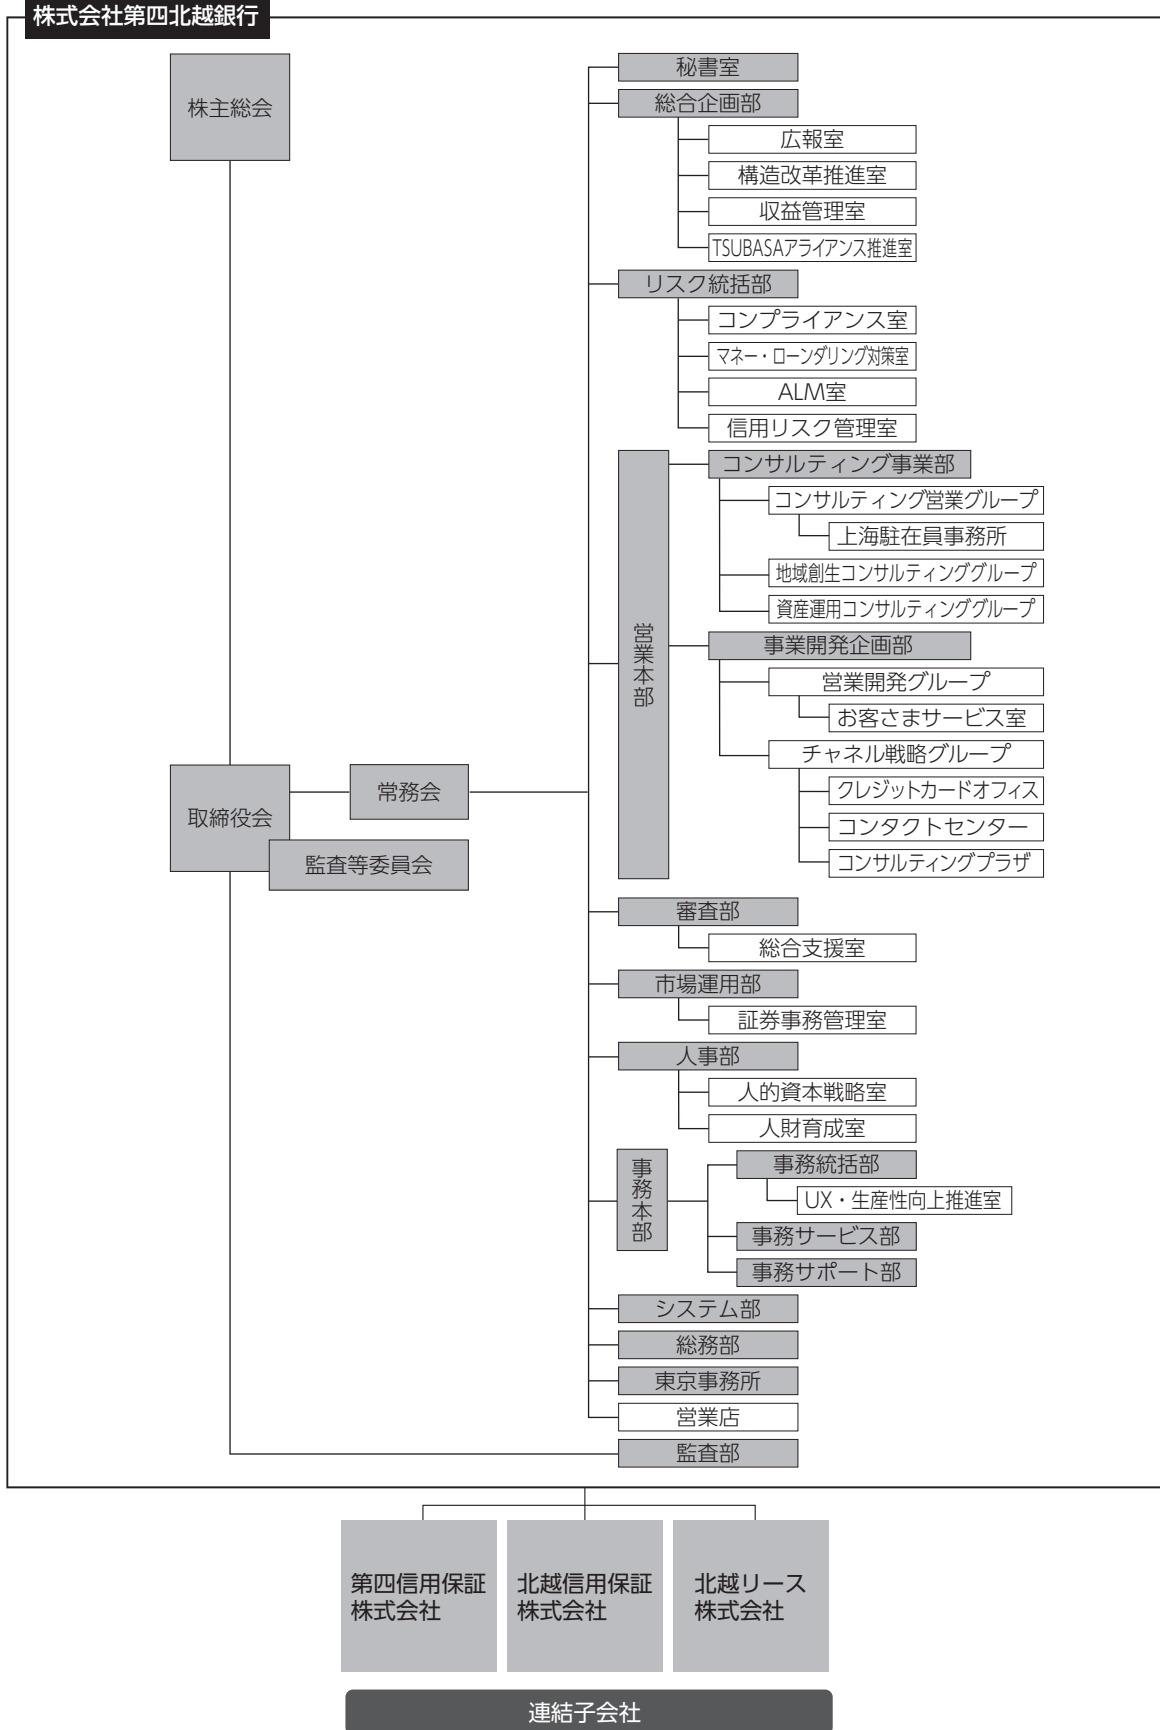 株式会社第四北越銀行
株主総会
取締役会
常務会
監査等委員会
秘書室
総合企画部
広報室
構造改革推進室
収益管理室
TSUBASAアライアンス推進室
リスク統括部
コンプライアンス室
マネー・ローンダリング対策室
ALM室
信用リスク管理室
営業本部
コンサルティング事業部
コンサルティング営業グループ
上海駐在員事務所
地域創生コンサルティンググループ
資産運用コンサルティンググループ
事業開発企画部
営業開発グループ
お客さまサービス室
チャネル戦略グループ
クレジットカードオフィス
コンタクトセンター
コンサルティングプラザ
審査部
総合支援室
市場運用部
証券事務管理室
人事部
人的資本戦略室
人財育成室
事務本部
事務統括部
UX・生産性向上推進室
事務サービス部
事務サポート部
システム部
総務部
東京事務所
営業店
監査部
第四信用保証
株式会社
北越信用保証
株式会社
北越リース
株式会社
連結子会社